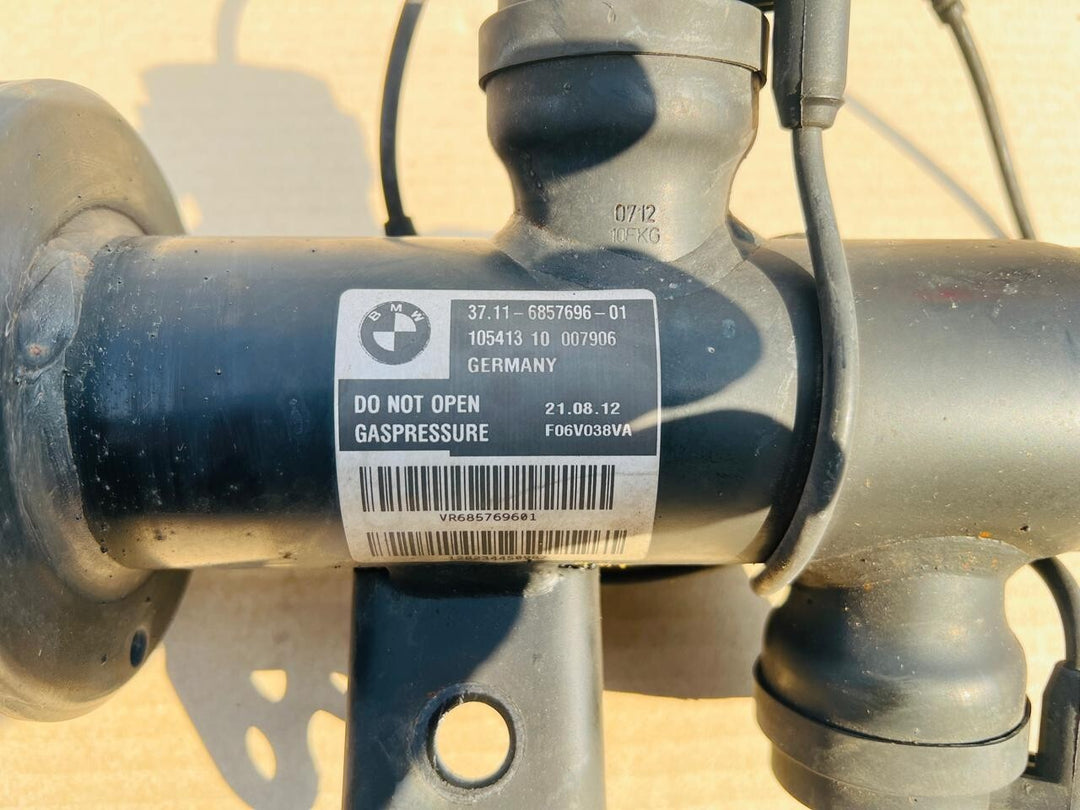 0712
10FKG
BMW
37.11-6857696-01
105413 10 007906
GERMANY
DO NOT OPEN
GASPRESSURE
21.08.12
F06V038VA
VR685769601